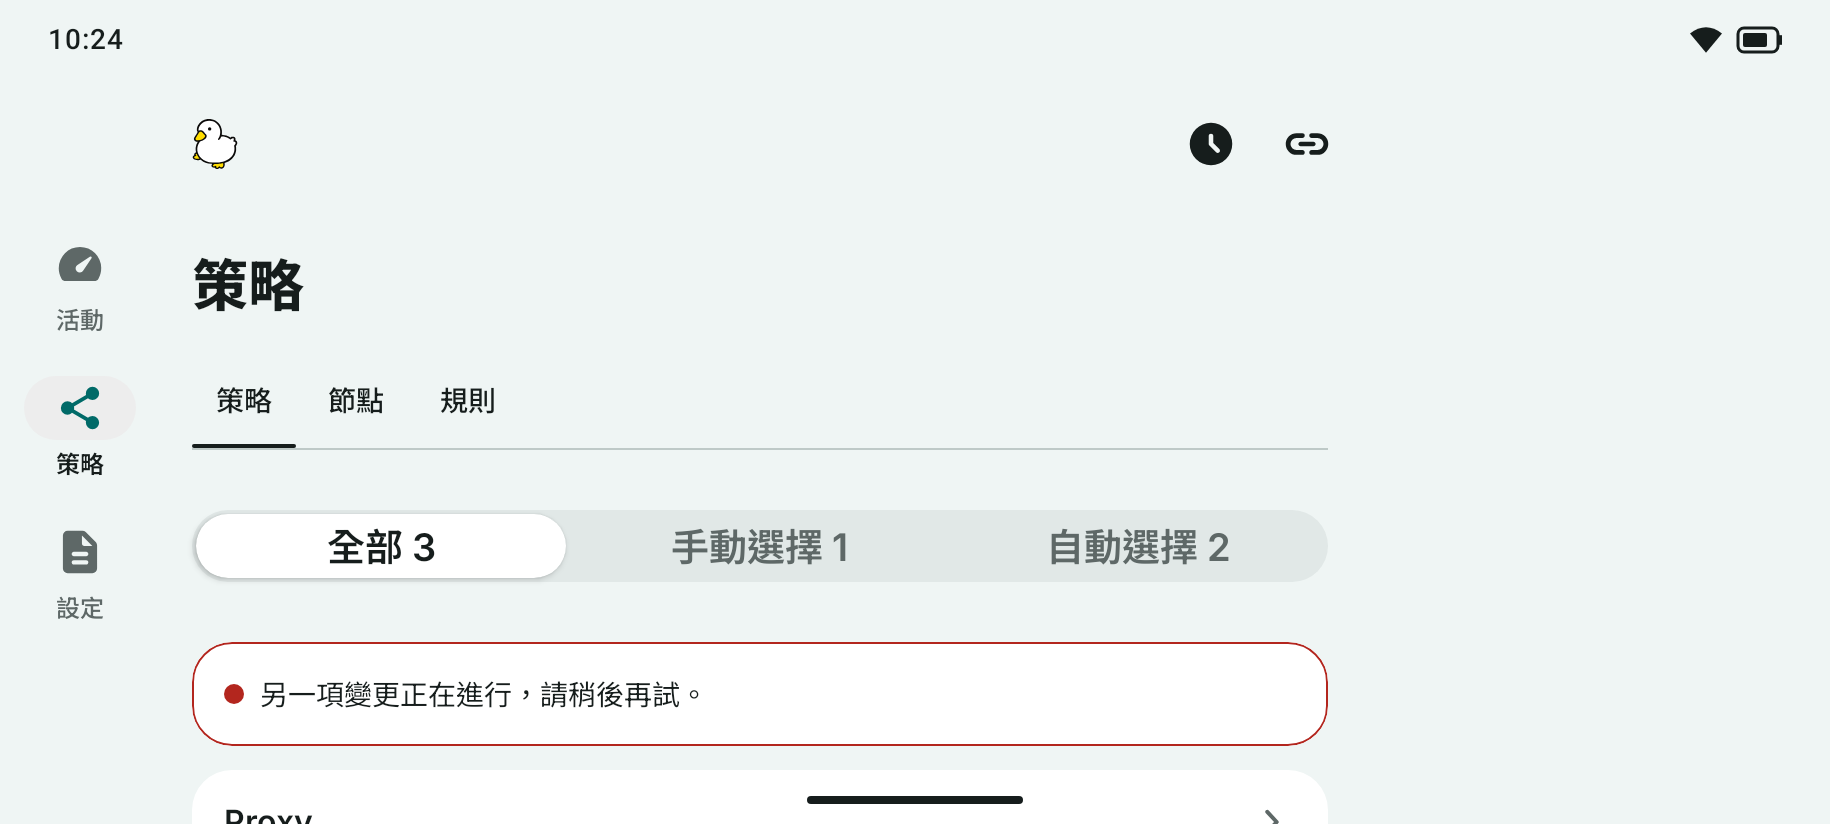 10:24
策略
活動
策略
設定
策略
節點
規則
全部 3
手動選擇 1
自動選擇 2
另一項變更正在進行，請稍後再試。
Proxy